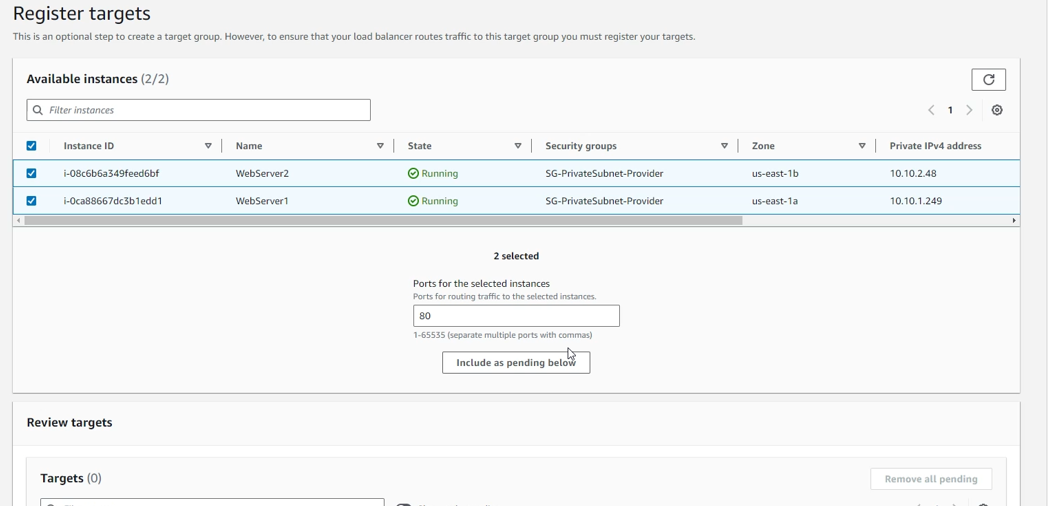 Register targets
This is an optional step to create a target group. However, to ensure that your load balancer routes traffic to this target group you must register your targets.
Available instances (2/2)
Filter instances
1
Instance ID Name State Security groups Zone Private IPv4 address
i-08c6b6a349feed6bf WebServer2 Running SG-PrivateSubnet-Provider us-east-1b 10.10.2.48
i-0ca88667dc3b1edd1 WebServer1 Running SG-PrivateSubnet-Provider us-east-1a 10.10.1.249
2 selected
Ports for the selected instances
Ports for routing traffic to the selected instances.
80
1-65535 (separate multiple ports with commas)
Include as pending below
Review targets
Targets (0)
Remove all pending